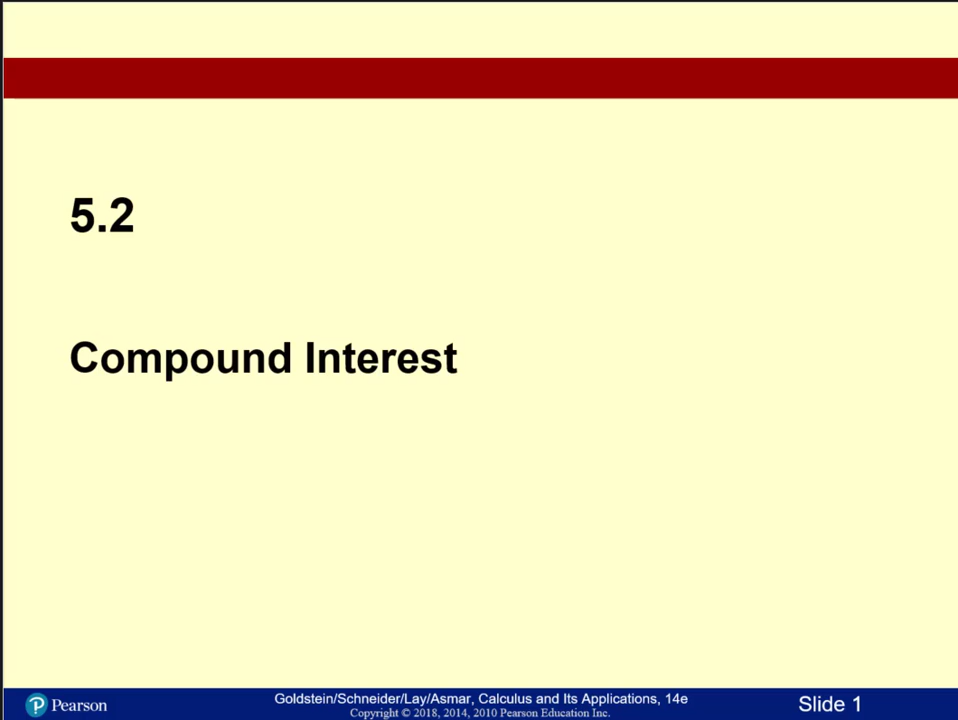 5.2
Compound Interest
Pearson
Goldstein/Schneider/Lay/Asmar, Calculus and Its Applications, 14e
Copyright © 2018, 2014, 2010 Pearson Education Inc.
Slide 1